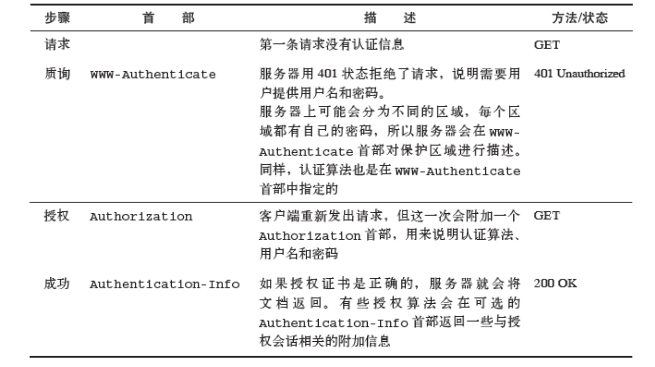 步骤 首部 描述 方法/状态
请求 第一条请求没有认证信息 GET
质询 WWW-Authenticate 服务器用 401 状态拒绝了请求，说明需要用 401 Unauthorized
户提供用户名和密码。
服务器上可能会分为不同的区域，每个区
域都有自己的密码，所以服务器会在 WWW-
Authenticate 首部对保护区域进行描述。
同样，认证算法也是在 WWW-Authenticate
首部中指定的
授权 Authorization 客户端重新发出请求，但这一次会附加一个 GET
Authorization 首部，用来说明认证算法、
用户名和密码
成功 Authentication-Info 如果授权证书是正确的，服务器就会将 200 OK
文档返回。有些授权算法会在可选的
Authentication-Info 首部返回一些与授
权会话相关的附加信息